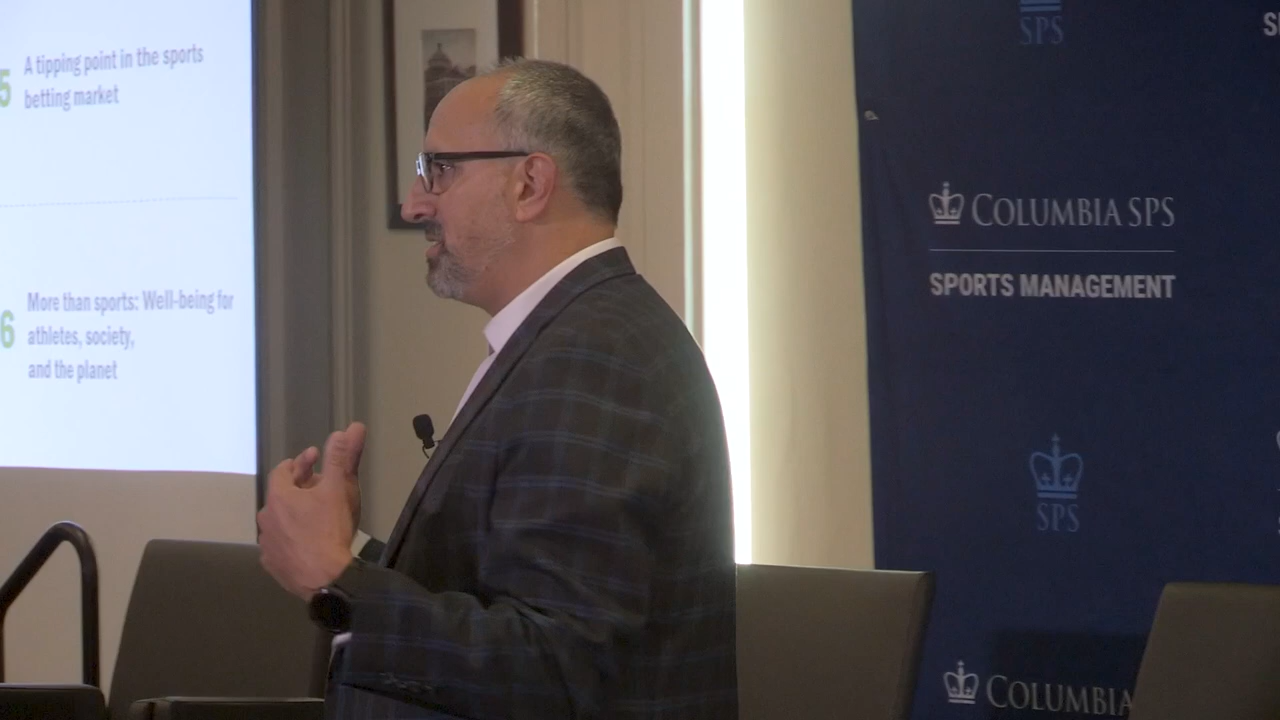 5
A tipping point in the sports
betting market
6
More than sports: Well-being for
athletes, society,
and the planet
SPS
COLUMBIA SPS
SPORTS MANAGEMENT
SPS
COLUMBIA